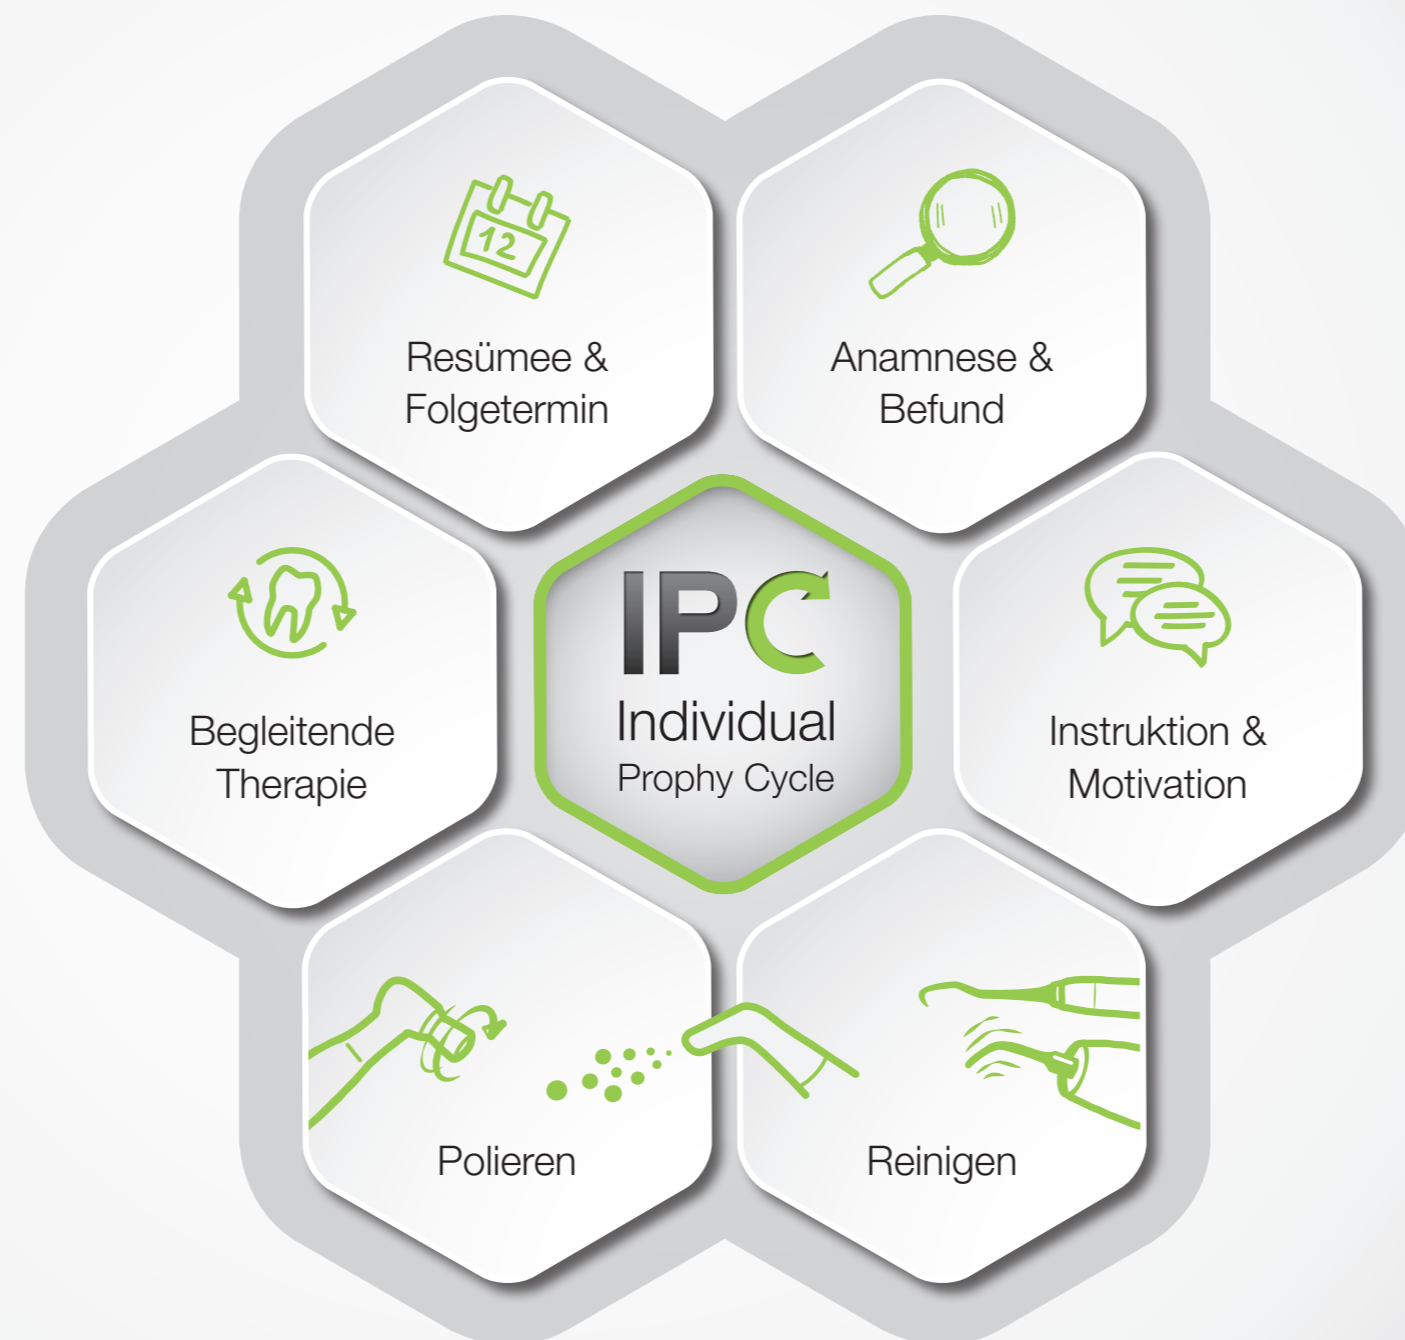 12
Resümee &
Folgetermin
Anamnese &
Befund
Begleitende
Therapie
IPC
Individual
Prophy Cycle
Instruktion &
Motivation
Polieren
Reinigen